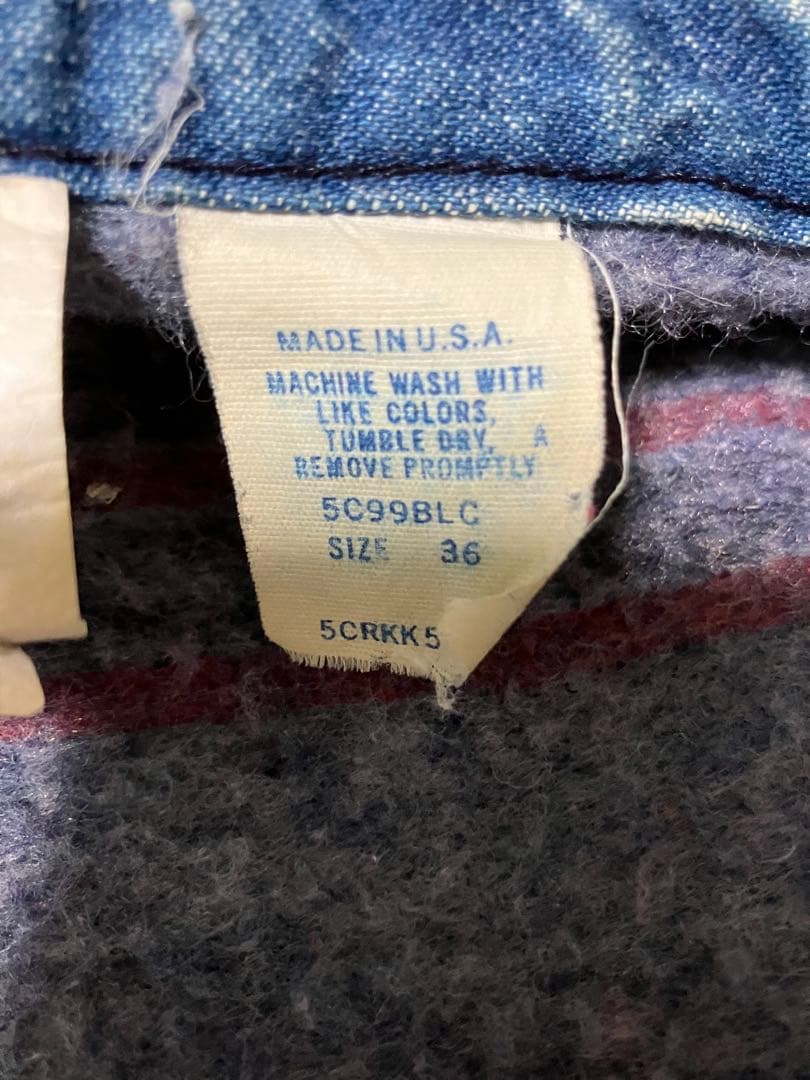 MADE IN U.S.A.
MACHINE WASH WITH
LIKE COLORS,
TUMBLE DRY, A
REMOVE PROMPTLY
5C99BLC
SIZE 36
5CRKK5